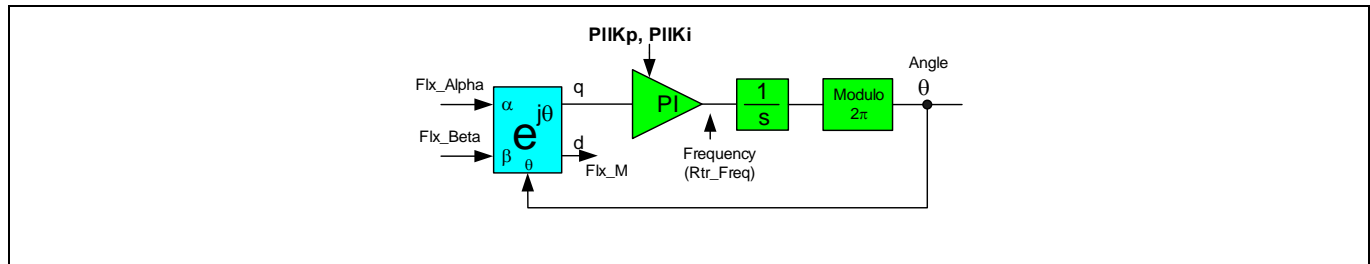 PllKp, PllKi
Flx_Alpha
Flx_Beta
α
β
e^jθ
θ
q
d
Flx_M
PI
Frequency
(Rtr_Freq)
1
s
Modulo
2π
Angle
θ